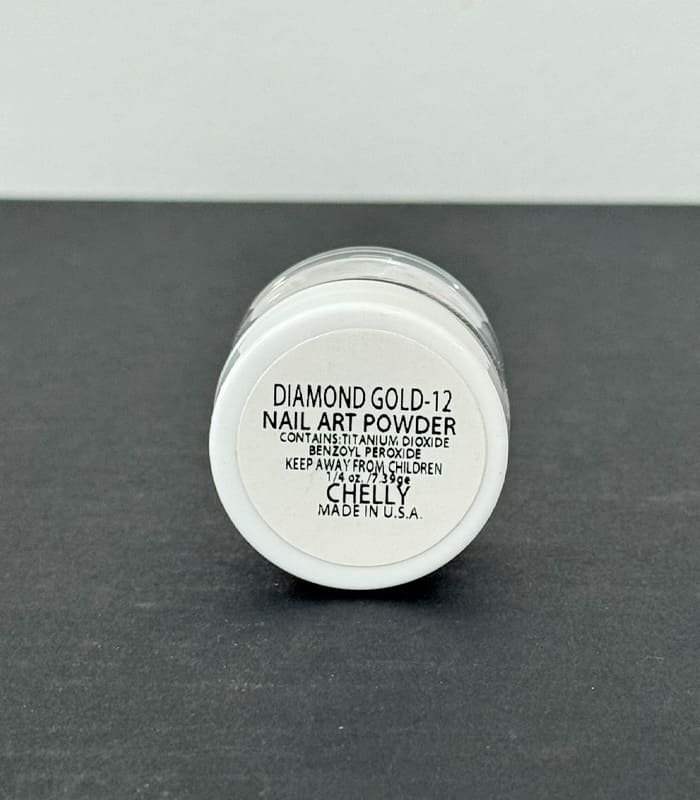 DIAMOND GOLD-12
NAIL ART POWDER
CONTAINS:TITANIUM DIOXIDE
BENZOYL PEROXIDE
KEEP AWAY FROM CHILDREN
1/4 oz. /7.39ge
CHELLY
MADE IN U.S.A.